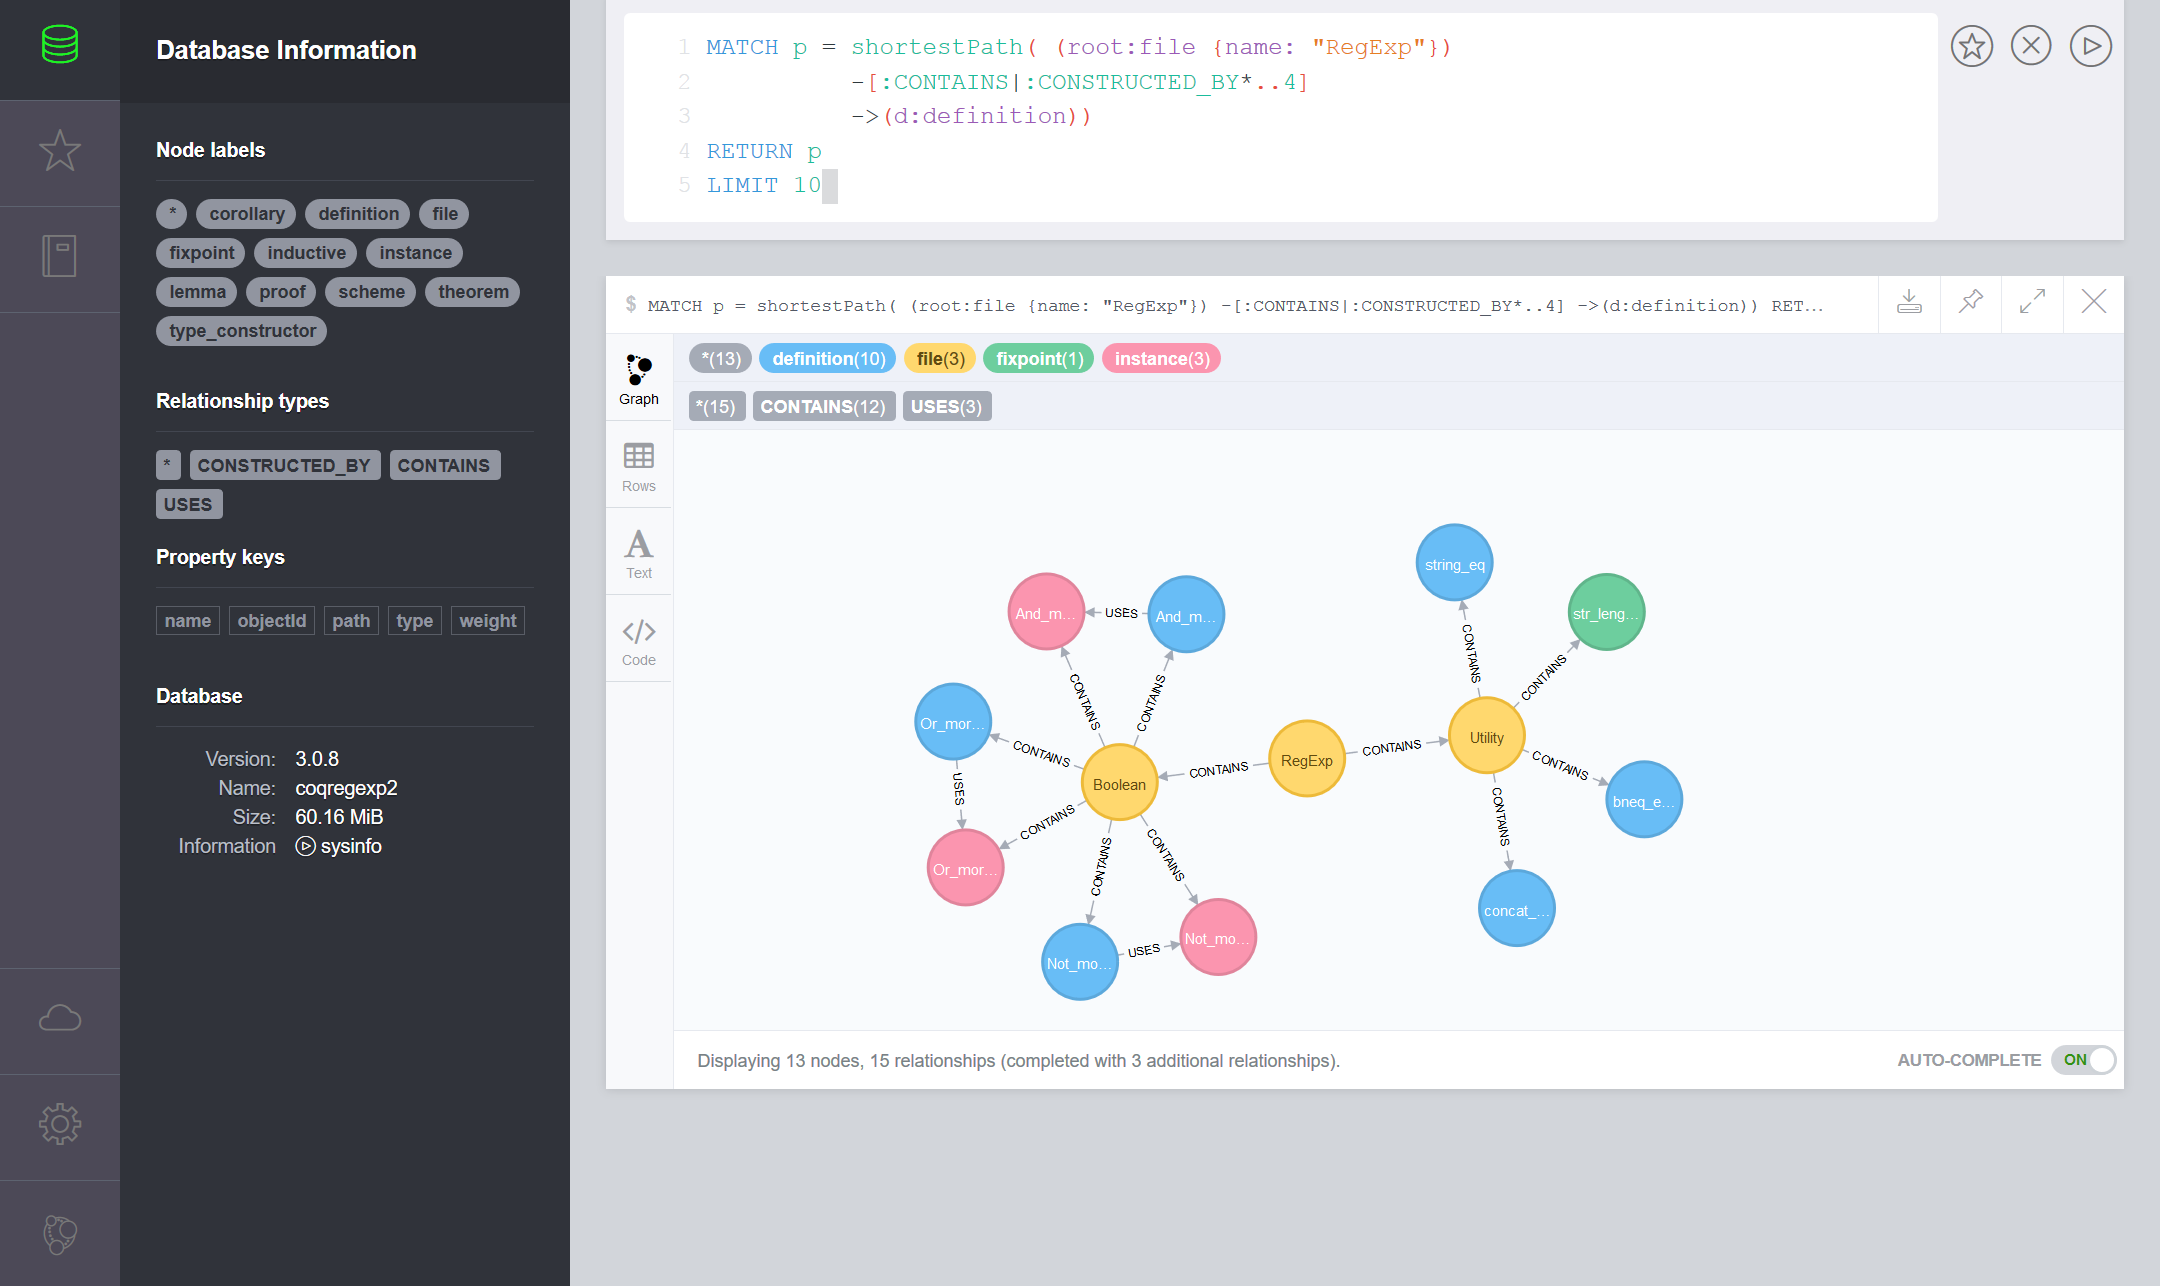 Database Information
Node labels
* corollary definition file
fixpoint inductive instance
lemma proof scheme theorem
type_constructor
Relationship types
* CONSTRUCTED_BY CONTAINS
USES
Property keys
name objectId path type weight
Database
Version: 3.0.8
Name: coqregexp2
Size: 60.16 MiB
Information sysinfo
1 MATCH p = shortestPath( (root:file {name: "RegExp"})
2 -[:CONTAINS|:CONSTRUCTED_BY*..4]
3 ->(d:definition))
4 RETURN p
5 LIMIT 10
$ MATCH p = shortestPath( (root:file {name: "RegExp"}) -[:CONTAINS|:CONSTRUCTED_BY*..4] ->(d:definition)) RET...
Graph
Rows
Text
Code
*(13) definition(10) file(3) fixpoint(1) instance(3)
*(15) CONTAINS(12) USES(3)
string_eq
And_m...
USES
And_m...
str_leng...
CONTAINS
CONTAINS
CONTAINS
CONTAINS
Or_mor...
CONTAINS
Utility
CONTAINS
RegExp
CONTAINS
Boolean
CONTAINS
CONTAINS
USES
bneq_e...
CONTAINS
CONTAINS
CONTAINS
CONTAINS
Or_mor...
concat_...
Not_mo...
USES
Not_mo...
Displaying 13 nodes, 15 relationships (completed with 3 additional relationships).
AUTO-COMPLETE ON